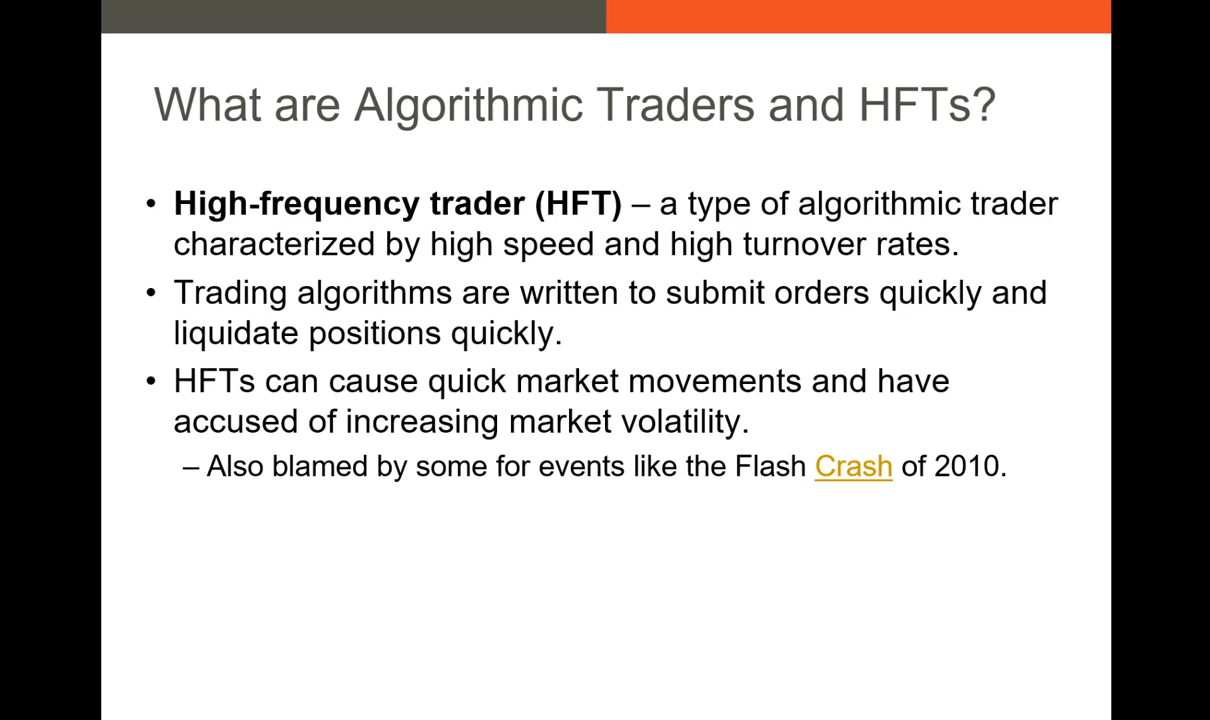 What are Algorithmic Traders and HFTs?
• High-frequency trader (HFT) – a type of algorithmic trader
characterized by high speed and high turnover rates.
• Trading algorithms are written to submit orders quickly and
liquidate positions quickly.
• HFTs can cause quick market movements and have
accused of increasing market volatility.
– Also blamed by some for events like the Flash Crash of 2010.